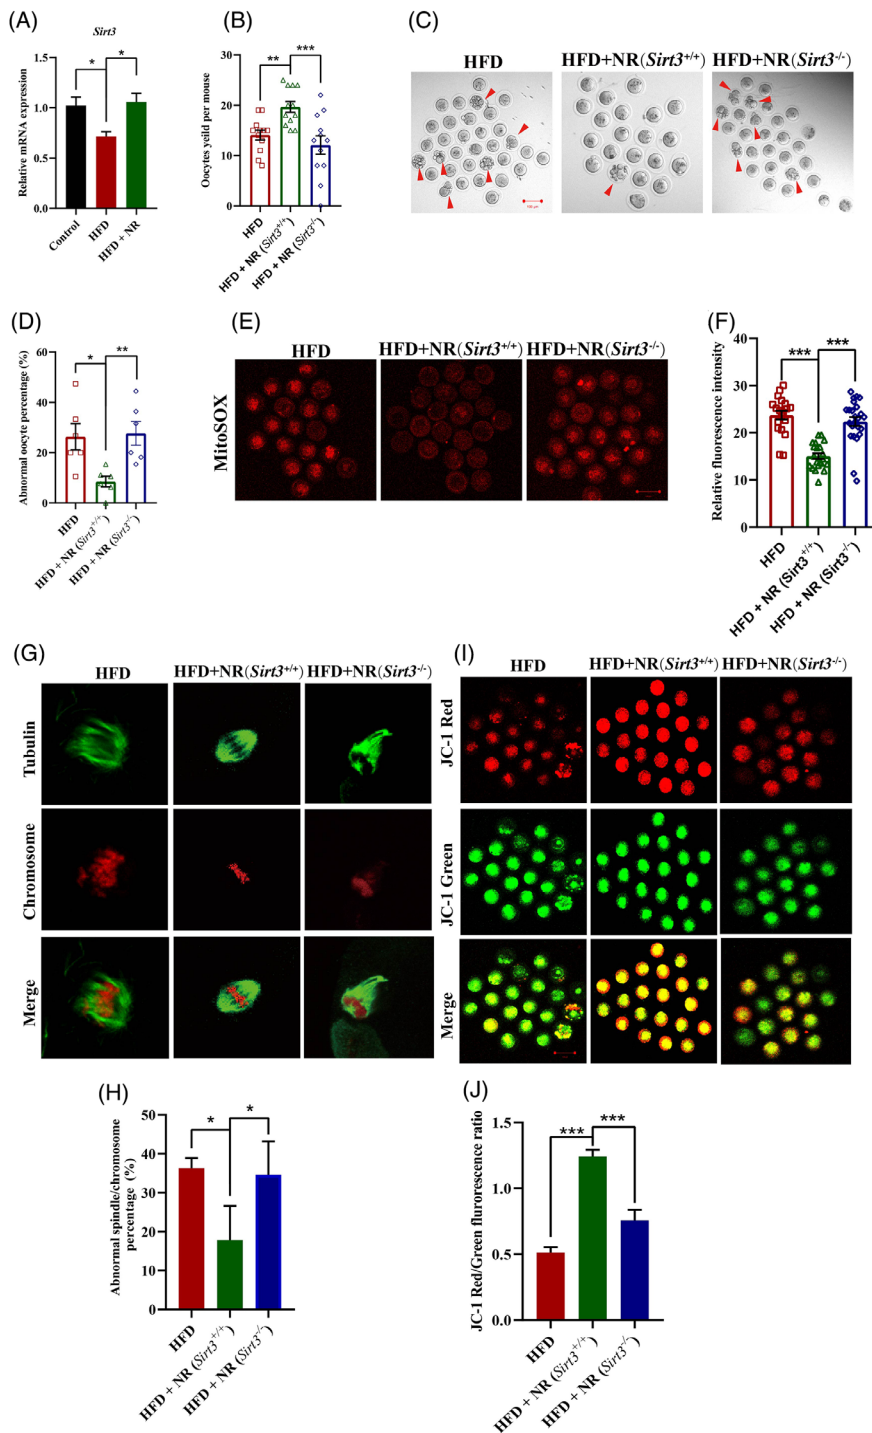 (A)
Sirt3
*
*
Relative mRNA expression
1.5
1.0
0.5
0.0
Control
HFD
HFD + NR
(B)
**
***
Oocytes yeild per mouse
30
20
10
0
HFD
HFD + NR (Sirt3+/+)
HFD + NR (Sirt3-/-)
(C)
HFD
HFD+NR(Sirt3+/+)
HFD+NR(Sirt3-/-)
(D)
*
**
Abnormal oocyte percentage (%)
60
40
20
0
HFD
HFD + NR (Sirt3+/+)
HFD + NR (Sirt3-/-)
(E)
HFD
HFD+NR(Sirt3+/+)
HFD+NR(Sirt3-/-)
MitoSOX
(F)
***
***
Relative fluorescence intensity
40
30
20
10
0
HFD
HFD + NR (Sirt3+/+)
HFD + NR (Sirt3-/-)
(G)
HFD
HFD+NR(Sirt3+/+)
HFD+NR(Sirt3-/-)
Tubulin
Chromosome
Merge
(I)
HFD
HFD+NR(Sirt3+/+)
HFD+NR(Sirt3-/-)
JC-1 Red
JC-1 Green
Merge
(H)
*
*
Abnormal spindle/chromosome
percentage (%)
50
40
30
20
10
0
HFD
HFD + NR (Sirt3+/+)
HFD + NR (Sirt3-/-)
(J)
***
***
JC-1 Red/Green flurorescence ratio
1.5
1.0
0.5
0.0
HFD
HFD + NR (Sirt3+/+)
HFD + NR (Sirt3-/-)